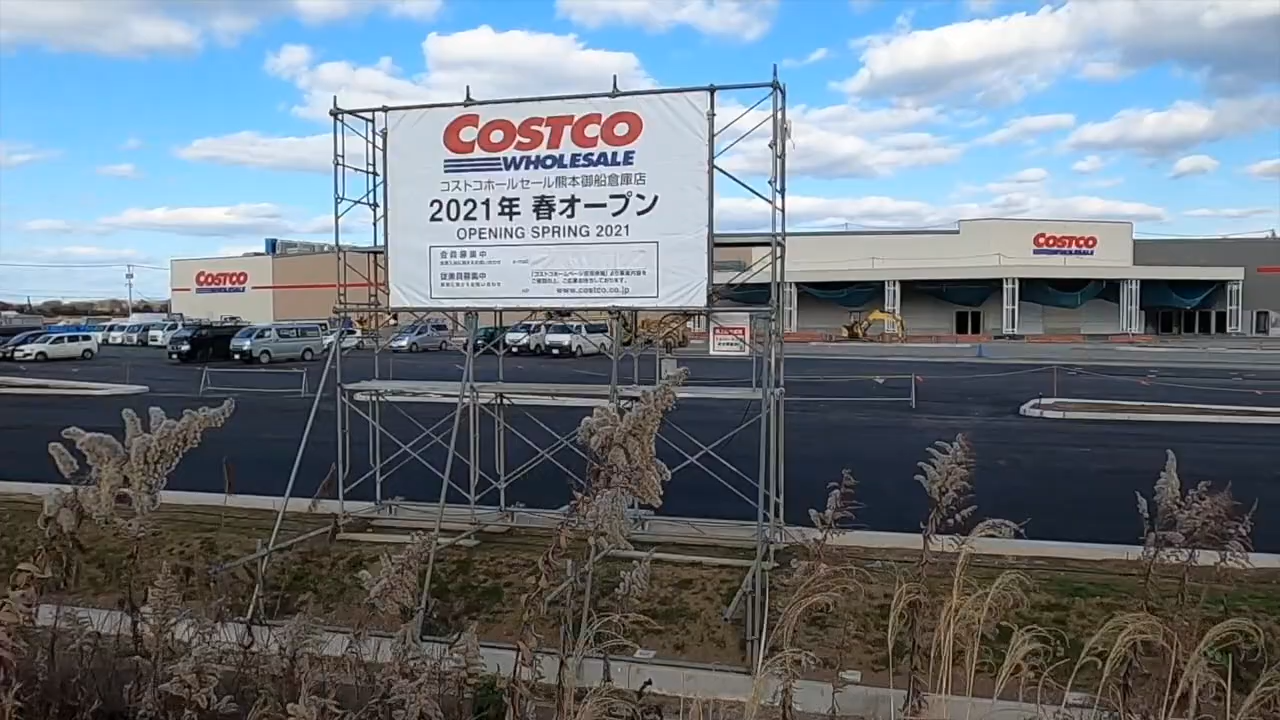 COSTCO
WHOLESALE
コストコホールセール熊本御船倉庫店
2021年 春オープン
OPENING SPRING 2021
会員募集中
従業員募集中
www.costco.co.jp
COSTCO
WHOLESALE
COSTCO
WHOLESALE